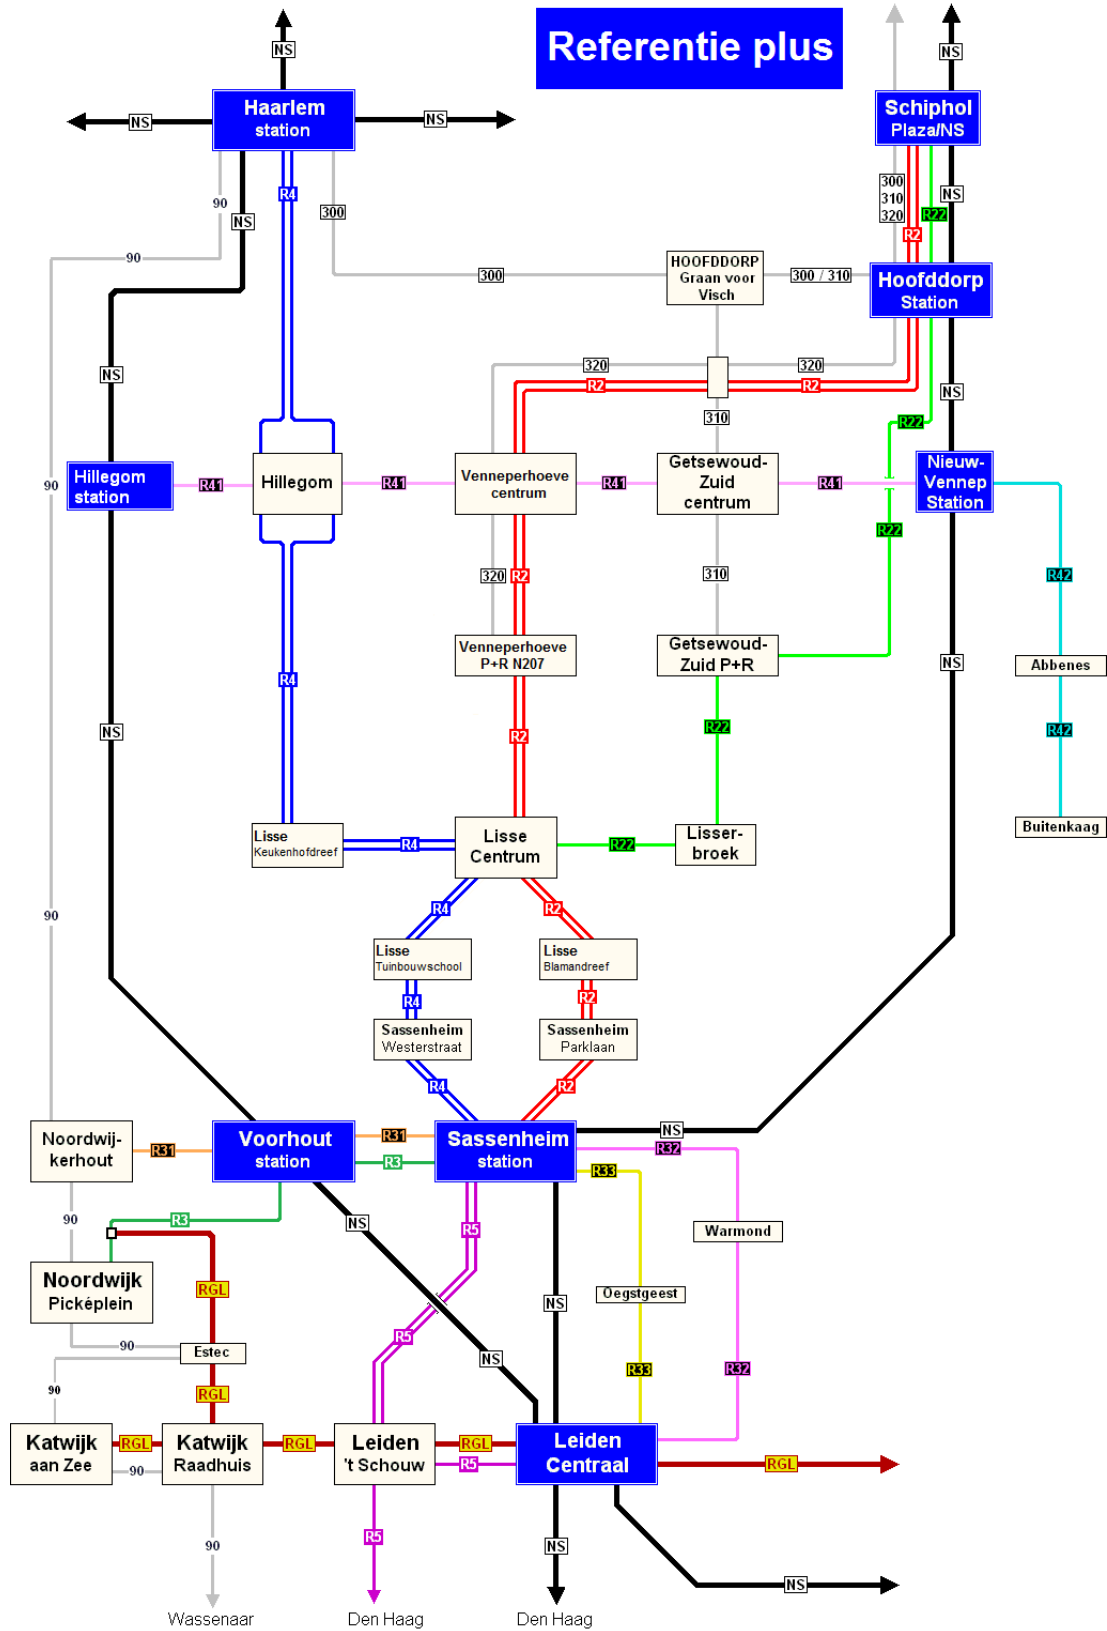 Referentie plus
NS
NS
Haarlem
station
NS
NS
Schiphol
Plaza/NS
90
NS
R4
300
300
310
320
R22
NS
R2
90
300
HOOFDDORP
Graan voor
Visch
300 / 310
Hoofddorp
Station
NS
320
320
R2
R2
NS
310
R22
90
Hillegom
station
R41
Hillegom
R41
Venneperhoeve
centrum
R41
Getsewoud-
Zuid
centrum
R41
Nieuw-
Vennep
Station
R22
320
R2
310
R42
R4
Venneperhoeve
P+R N207
Getsewoud-
Zuid P+R
NS
Abbenes
NS
R2
R22
R42
Lisse
Keukenhofdreef
R4
Lisse
Centrum
R22
Lisser-
broek
Buitenkaag
90
R4
R2
Lisse
Tuinbouwschool
Lisse
Blamandreef
R4
R2
Sassenheim
Westerstraat
Sassenheim
Parklaan
R4
R2
Noordwij-
kerhout
R31
Voorhout
station
R31
R3
Sassenheim
station
NS
R32
R33
90
R3
NS
R5
Warmond
Noordwijk
Picképlein
RGL
Oegstgeest
NS
90
Estec
R5
NS
90
RGL
R33
R32
Katwijk
aan Zee
RGL
90
Katwijk
Raadhuis
RGL
Leiden
't Schouw
RGL
R5
Leiden
Centraal
RGL
90
R5
NS
NS
Wassenaar
Den Haag
Den Haag